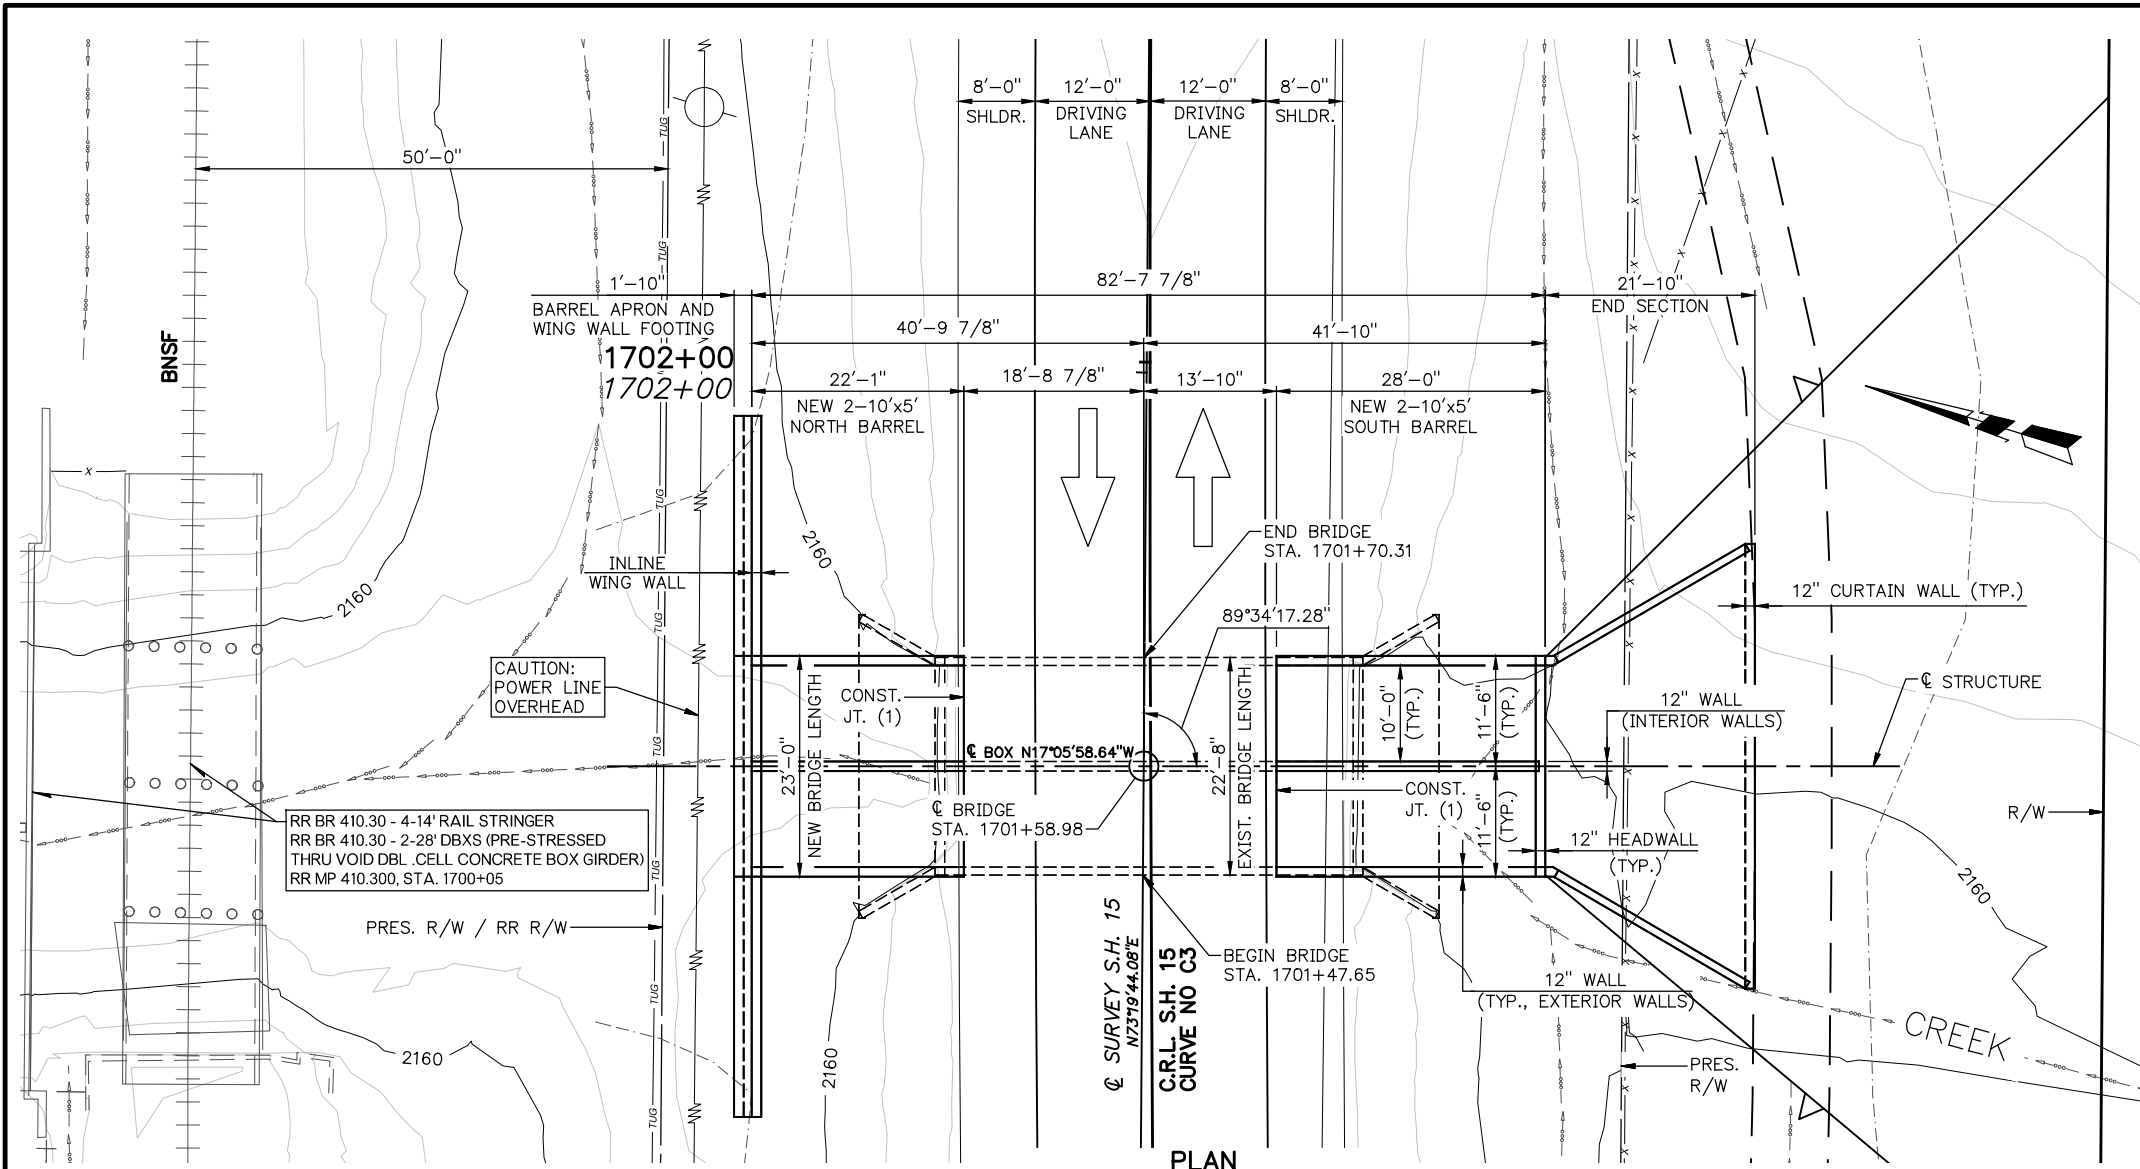 8'-0"
12'-0"
12'-0"
8'-0"
SHLDR.
DRIVING
LANE
DRIVING
LANE
SHLDR.
50'-0"
TUG
TUG
TUG
TUG
TUG
TUG
TUG
TUG
BNSF
1'-10"
BARREL APRON AND
WING WALL FOOTING
82'-7 7/8"
21'-10"
END SECTION
40'-9 7/8"
41'-10"
1702+00
1702+00
22'-1"
NEW 2-10'x5'
NORTH BARREL
18'-8 7/8"
13'-10"
28'-0"
NEW 2-10'x5'
SOUTH BARREL
2160
2160
INLINE
WING WALL
END BRIDGE
STA. 1701+70.31
89°34'17.28"
12" CURTAIN WALL (TYP.)
CAUTION:
POWER LINE
OVERHEAD
23'-0"
NEW BRIDGE LENGTH
CONST.
JT. (1)
℄ BOX N17°05'58.64"W
℄ BRIDGE
STA. 1701+58.98
22'-8"
EXIST. BRIDGE LENGTH
10'-0"
(TYP.)
11'-6"
(TYP.)
11'-6"
(TYP.)
CONST.
JT. (1)
12" WALL
(INTERIOR WALLS)
℄ STRUCTURE
R/W
12" HEADWALL
(TYP.)
RR BR 410.30 - 4-14' RAIL STRINGER
RR BR 410.30 - 2-28' DBXS (PRE-STRESSED
THRU VOID DBL .CELL CONCRETE BOX GIRDER)
RR MP 410.300, STA. 1700+05
PRES. R/W / RR R/W
2160
2160
2160
℄ SURVEY S.H. 15
N73°19'44.08"E
C.R.L. S.H. 15
CURVE NO C3
BEGIN BRIDGE
STA. 1701+47.65
12" WALL
(TYP., EXTERIOR WALLS)
CREEK
PRES.
R/W
PLAN